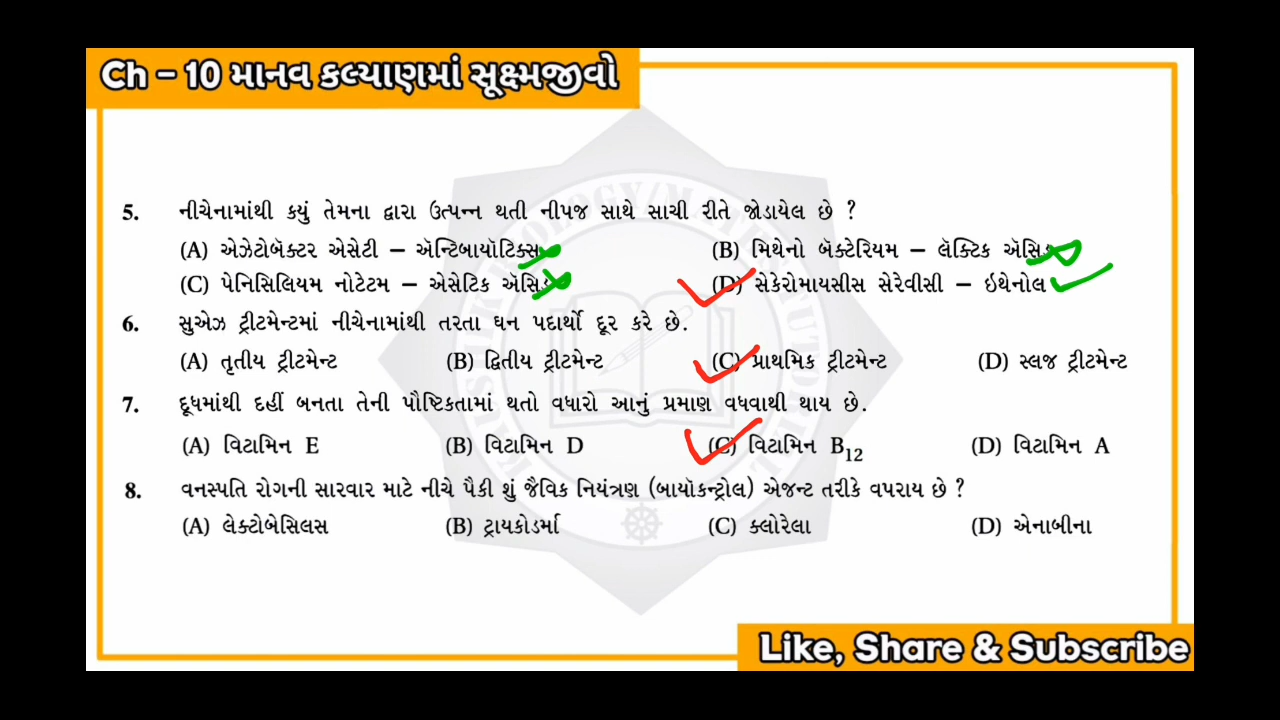 Ch – 10 માનવ કલ્યાણમાં સૂક્ષ્મજીવો
5. નીચેનામાંથી કયું તેમના દ્વારા ઉત્પન્ન થતી નીપજ સાથે સાચી રીતે જોડાયેલ છે ?
(A) એઝેટોબૅક્ટર એસેટી – ઍન્ટિબાયૉટિક્સ (B) મિથેનો બૅક્ટેરિયમ – લૅક્ટિક ઍસિડ
(C) પેનિસિલિયમ નોટેટમ – એસેટિક ઍસિડ (D) સેકેરોમાયસીસ સેરેવીસી – ઇથેનોલ
6. સુએઝ ટ્રીટમેન્ટમાં નીચેનામાંથી તરતા ઘન પદાર્થો દૂર કરે છે.
(A) તૃતીય ટ્રીટમેન્ટ (B) દ્વિતીય ટ્રીટમેન્ટ (C) પ્રાથમિક ટ્રીટમેન્ટ (D) સ્લજ ટ્રીટમેન્ટ
7. દૂધમાંથી દહીં બનતા તેની પૌષ્ટિકતામાં થતો વધારો આનું પ્રમાણ વધવાથી થાય છે.
(A) વિટામિન E (B) વિટામિન D (C) વિટામિન B12 (D) વિટામિન A
8. વનસ્પતિ રોગની સારવાર માટે નીચે પૈકી શું જૈવિક નિયંત્રણ (બાયૉકન્ટ્રોલ) એજન્ટ તરીકે વપરાય છે ?
(A) લેક્ટોબેસિલસ (B) ટ્રાયકોડર્મા (C) ક્લોરેલા (D) એનાબીના
Like, Share & Subscribe